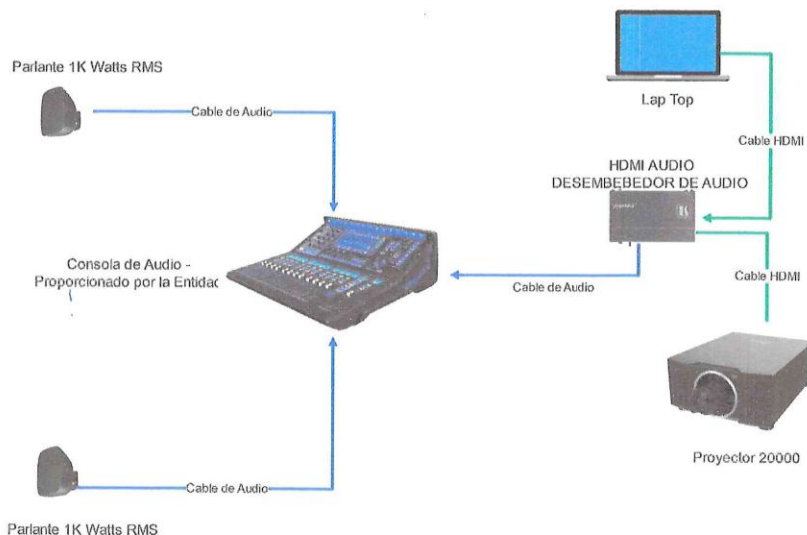 Parlante 1K Watts RMS
Cable de Audio
Lap Top
Cable HDMI
HDMI AUDIO
DESEMBEBEDOR DE AUDIO
Consola de Audio -
Proporcionado por la Entidad
Cable de Audio
Cable HDMI
Proyector 20000
Cable de Audio
Parlante 1K Watts RMS